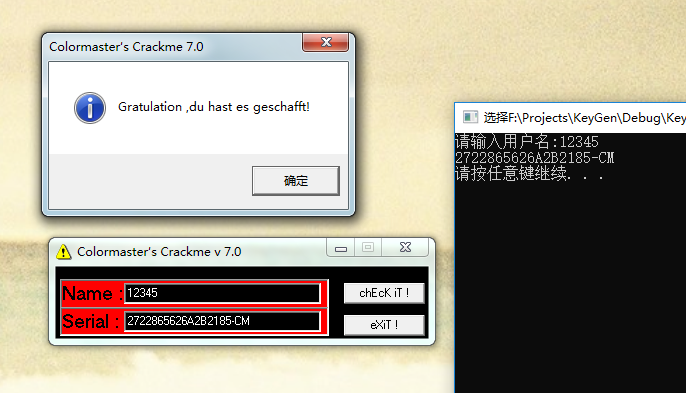 Colormaster's Crackme 7.0
Gratulation ,du hast es geschafft!
确定
选择F:\Projects\KeyGen\Debug\Key
请输入用户名:12345
2722865626A2B2185-CM
请按任意键继续. . .
Colormaster's Crackme v 7.0
Name : 12345
chEcK iT !
Serial : 2722865626A2B2185-CM
eXiT !